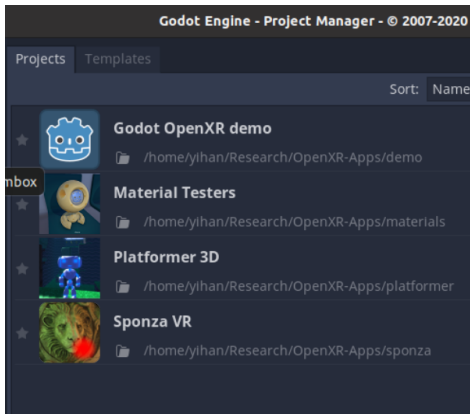 Godot Engine - Project Manager - © 2007-2020
Projects Templates
Sort: Name
Godot OpenXR demo
/home/yihan/Research/OpenXR-Apps/demo
mbox
Material Testers
/home/yihan/Research/OpenXR-Apps/materials
Platformer 3D
/home/yihan/Research/OpenXR-Apps/platformer
Sponza VR
/home/yihan/Research/OpenXR-Apps/sponza